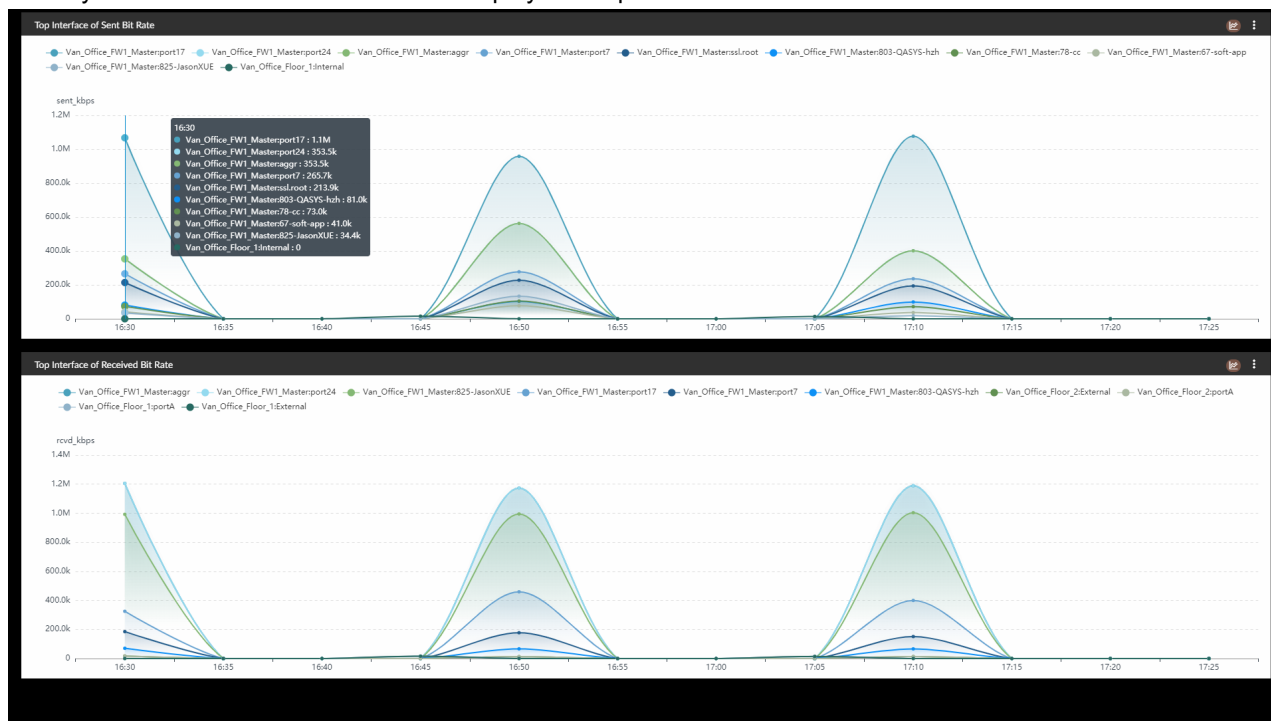 Top Interface of Sent Bit Rate
Van_Office_FW1_Master:port17 Van_Office_FW1_Master:port24 Van_Office_FW1_Master:aggr Van_Office_FW1_Master:port7 Van_Office_FW1_Master:ssl.root Van_Office_FW1_Master:803-QASYS-hzh Van_Office_FW1_Master:78-cc Van_Office_FW1_Master:67-soft-app
Van_Office_FW1_Master:825-JasonXUE Van_Office_Floor_1:Internal
sent_kbps
1.2M
1.0M
800.0k
600.0k
400.0k
200.0k
0
16:30
Van_Office_FW1_Master:port17 : 1.1M
Van_Office_FW1_Master:port24 : 353.5k
Van_Office_FW1_Master:aggr : 353.5k
Van_Office_FW1_Master:port7 : 265.7k
Van_Office_FW1_Master:ssl.root : 213.9k
Van_Office_FW1_Master:803-QASYS-hzh : 81.0k
Van_Office_FW1_Master:78-cc : 73.0k
Van_Office_FW1_Master:67-soft-app : 41.0k
Van_Office_FW1_Master:825-JasonXUE : 34.4k
Van_Office_Floor_1:Internal : 0
16:30 16:35 16:40 16:45 16:50 16:55 17:00 17:05 17:10 17:15 17:20 17:25
Top Interface of Received Bit Rate
Van_Office_FW1_Master:aggr Van_Office_FW1_Master:port24 Van_Office_FW1_Master:825-JasonXUE Van_Office_FW1_Master:port17 Van_Office_FW1_Master:port7 Van_Office_FW1_Master:803-QASYS-hzh Van_Office_Floor_2:External Van_Office_Floor_2:portA
Van_Office_Floor_1:portA Van_Office_Floor_1:External
rcvd_kbps
1.4M
1.2M
1.0M
800.0k
600.0k
400.0k
200.0k
0
16:30 16:35 16:40 16:45 16:50 16:55 17:00 17:05 17:10 17:15 17:20 17:25